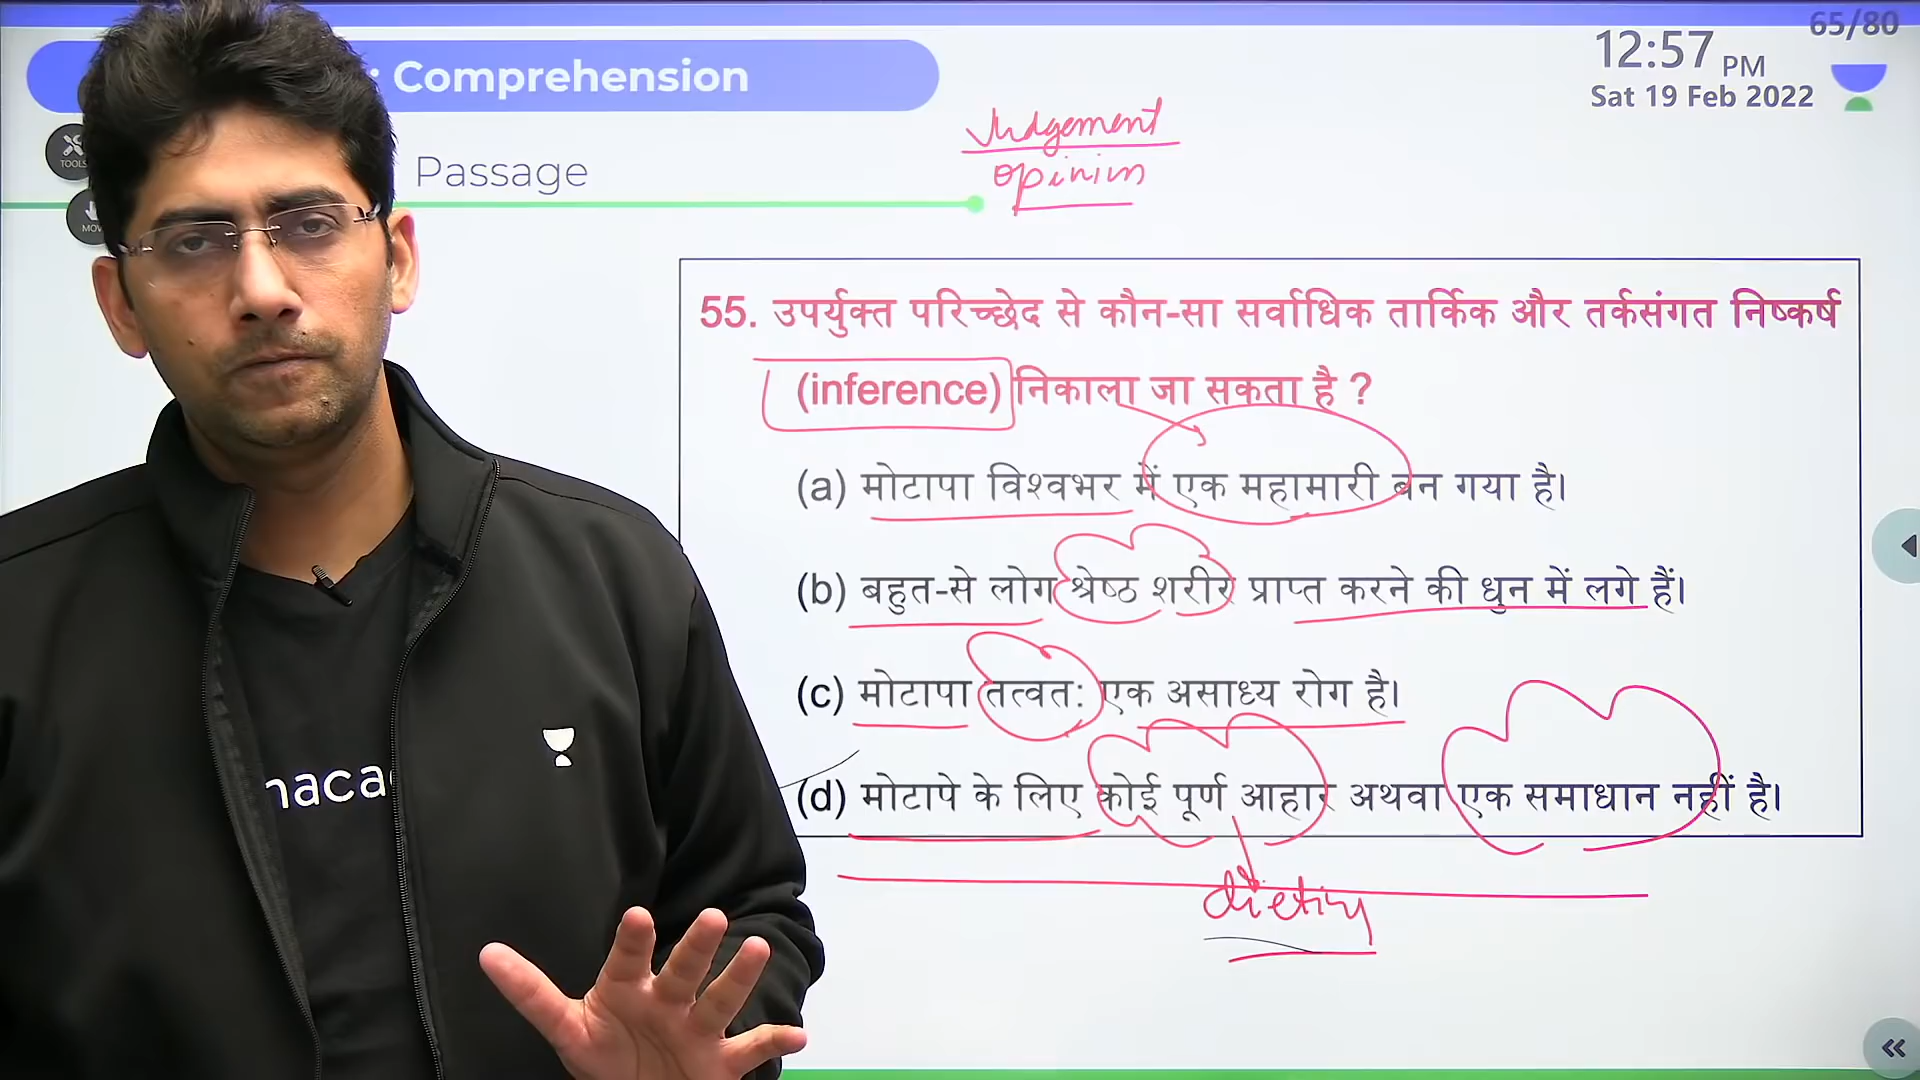 65/80
12:57 PM
Sat 19 Feb 2022
: Comprehension
TOOLS
Passage
MOV
Judgement
opinion
55. उपर्युक्त परिच्छेद से कौन-सा सर्वाधिक तार्किक और तर्कसंगत निष्कर्ष
(inference) निकाला जा सकता है ?
(a) मोटापा विश्वभर में एक महामारी बन गया है।
(b) बहुत-से लोग श्रेष्ठ शरीर प्राप्त करने की धुन में लगे हैं।
(c) मोटापा तत्वत: एक असाध्य रोग है।
(d) मोटापे के लिए कोई पूर्ण आहार अथवा एक समाधान नहीं है।
dieting
naca